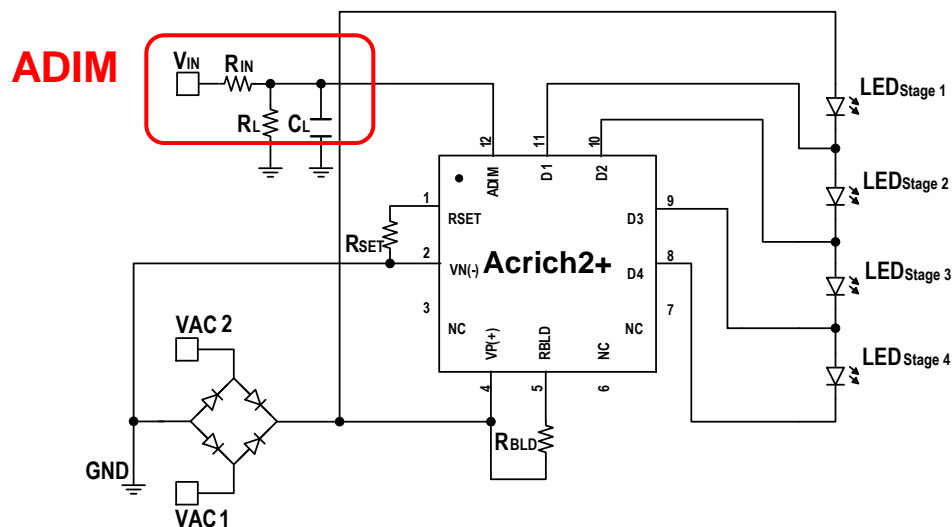 ADIM
VIN
RIN
RL
CL
LEDStage 1
LEDStage 2
LEDStage 3
LEDStage 4
12
11
10
ADIM
D1
D2
1
RSET
RSET
2
VN(-)
3
NC
Acrich2+
D3
9
D4
8
NC
7
VP(+)
RBLD
NC
4
5
6
RBLD
VAC 2
GND
VAC 1